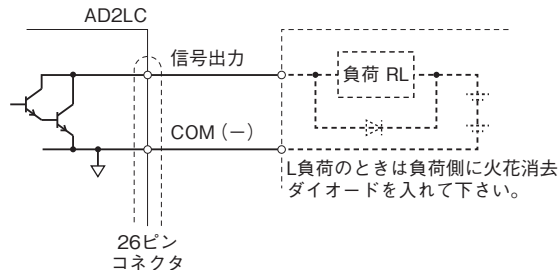 AD2LC
信号出力
負荷 RL
COM（−）
L負荷のときは負荷側に火花消去
ダイオードを入れて下さい。
26ピン
コネクタ